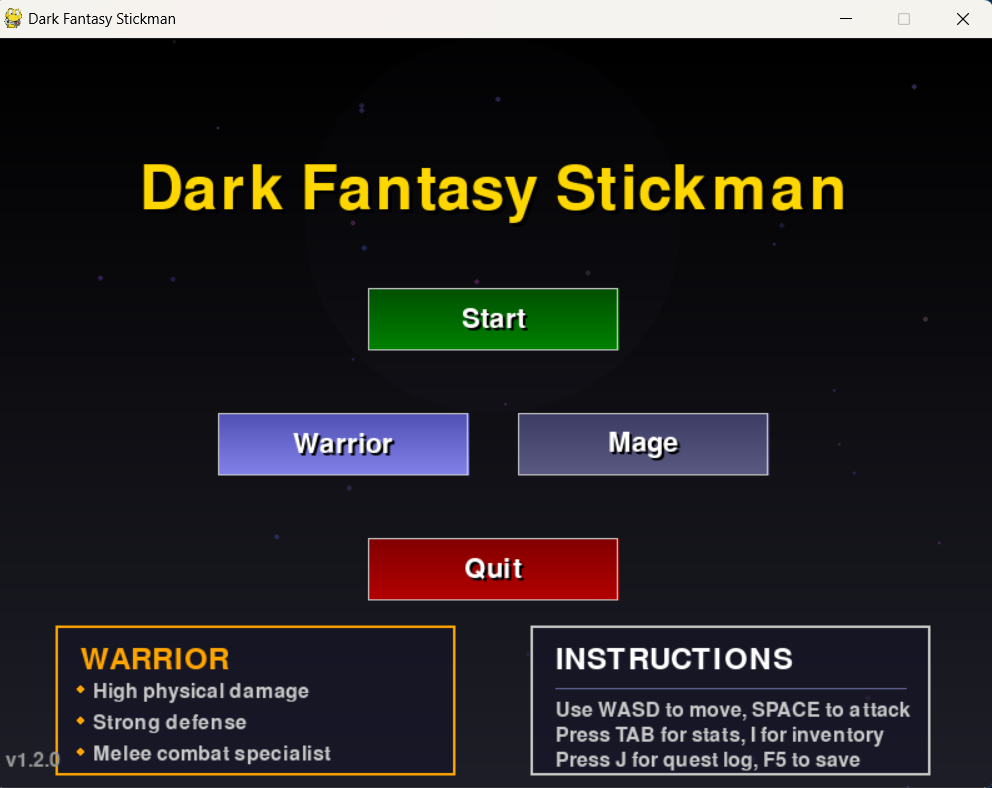 Dark Fantasy Stickman
Dark Fantasy Stickman
Start
Warrior
Mage
Quit
WARRIOR
High physical damage
Strong defense
Melee combat specialist
INSTRUCTIONS
Use WASD to move, SPACE to attack
Press TAB for stats, I for inventory
Press J for quest log, F5 to save
v1.2.0